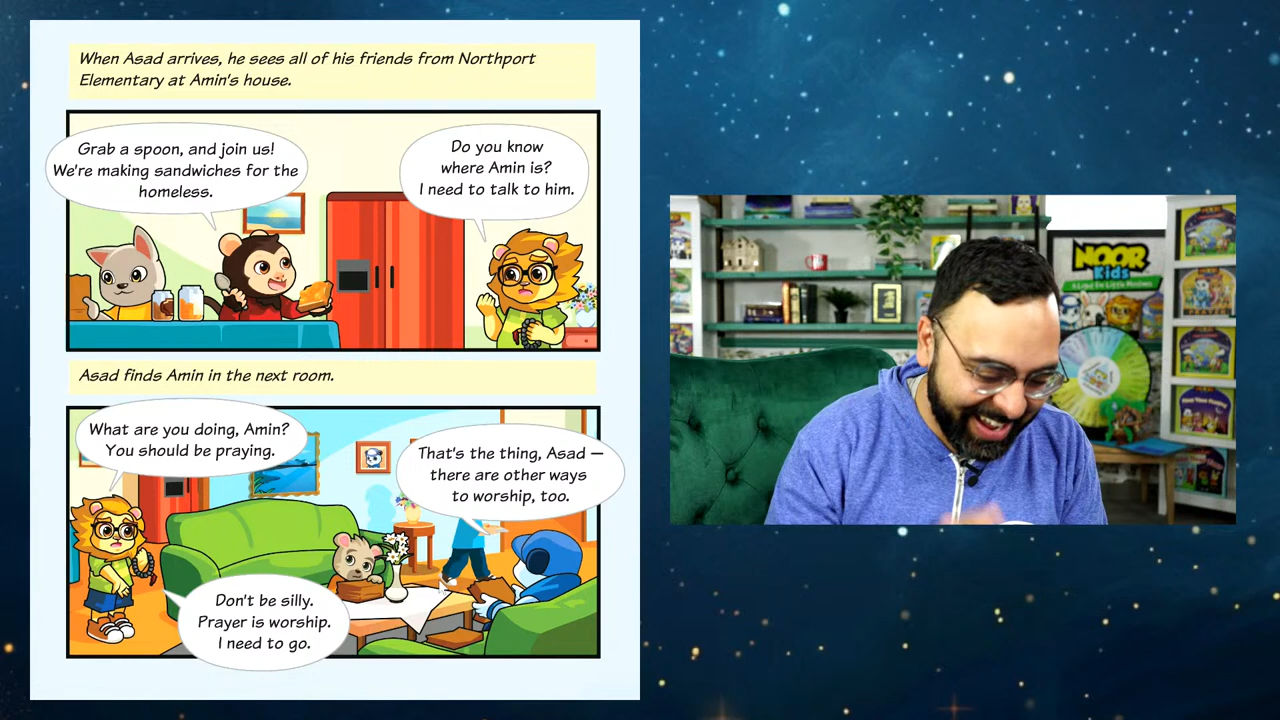 When Asad arrives, he sees all of his friends from Northport
Elementary at Amin's house.
Grab a spoon, and join us!
We're making sandwiches for the
homeless.
Do you know
where Amin is?
I need to talk to him.
Asad finds Amin in the next room.
What are you doing, Amin?
You should be praying.
That's the thing, Asad —
there are other ways
to worship, too.
Don't be silly.
Prayer is worship.
I need to go.
NOOR
Kids